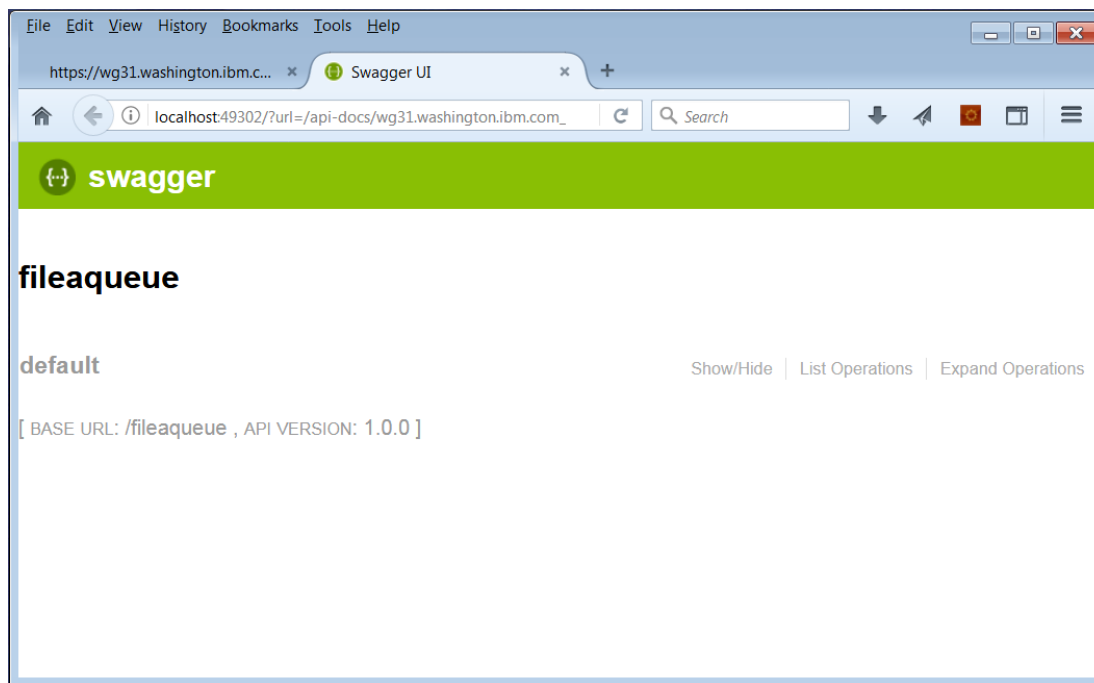 File Edit View History Bookmarks Tools Help
https://wg31.washington.ibm.c... × Swagger UI × +
localhost:49302/?url=/api-docs/wg31.washington.ibm.com_ Search
{···} swagger
fileaqueue
default Show/Hide List Operations Expand Operations
[ BASE URL: /fileaqueue , API VERSION: 1.0.0 ]